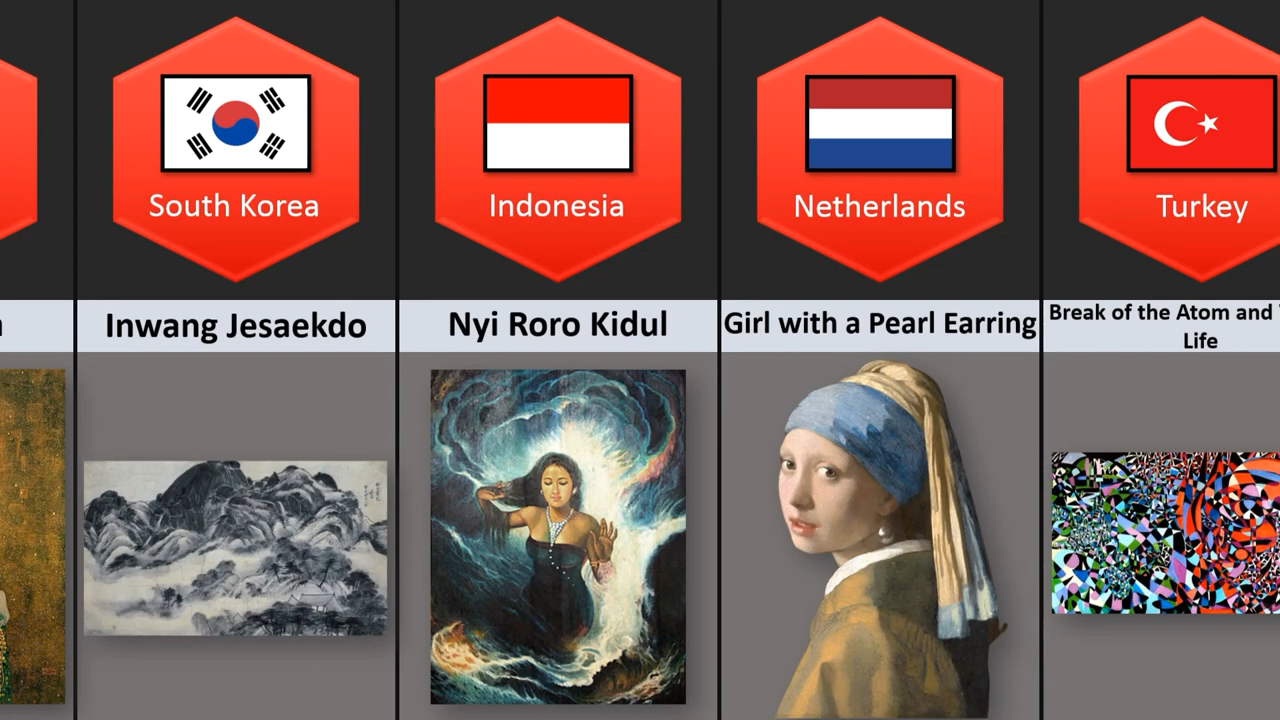 South Korea
Indonesia
Netherlands
Turkey
Inwang Jesaekdo
Nyi Roro Kidul
Girl with a Pearl Earring
Break of the Atom and
Life